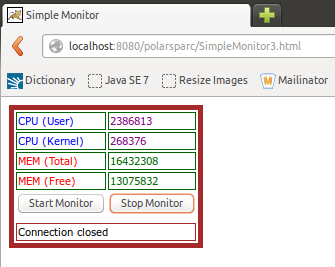 Simple Monitor
localhost:8080/polarsparc/SimpleMonitor3.html
Dictionary Java SE 7 Resize Images Mailinator
CPU (User) 2386813
CPU (Kernel) 268376
MEM (Total) 16432308
MEM (Free) 13075832
Start Monitor Stop Monitor
Connection closed